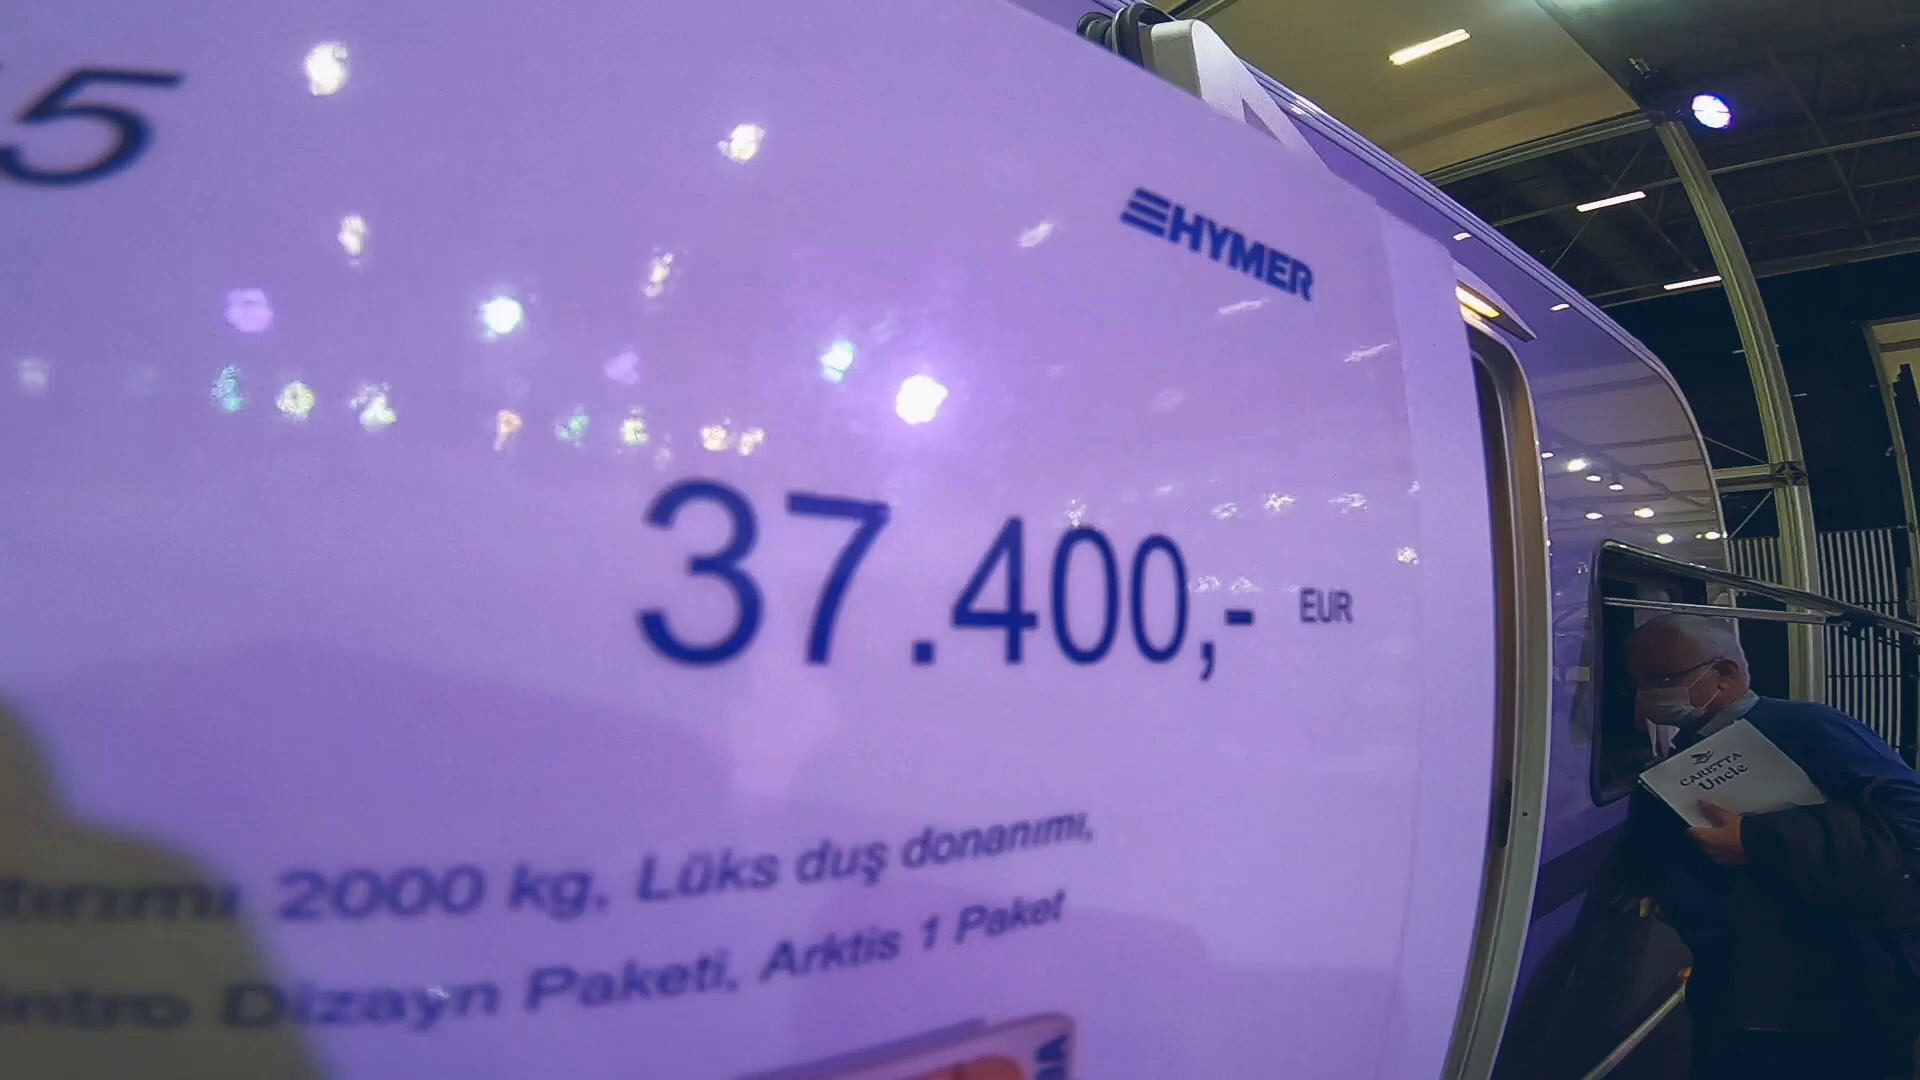 5
HYMER
37.400,- EUR
2000 kg, Lüks duş donanımı,
Dizayn Paketi, Arktis 1 Paket
CARETTA
Uncle